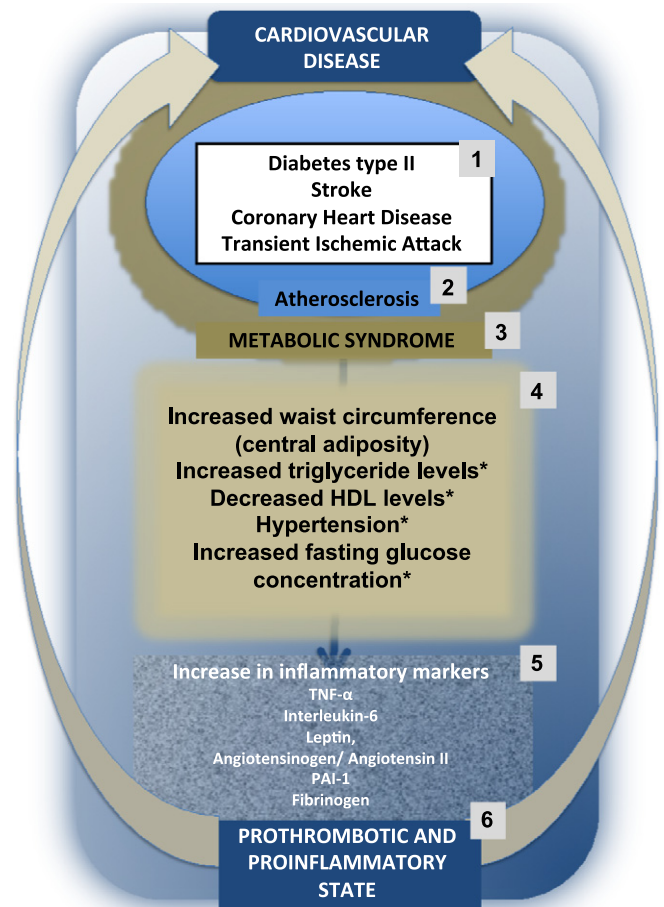 CARDIOVASCULAR
DISEASE
1
Diabetes type II
Stroke
Coronary Heart Disease
Transient Ischemic Attack
2
Atherosclerosis
3
METABOLIC SYNDROME
4
Increased waist circumference
(central adiposity)
Increased triglyceride levels*
Decreased HDL levels*
Hypertension*
Increased fasting glucose
concentration*
5
Increase in inflammatory markers
TNF-α
Interleukin-6
Leptin,
Angiotensinogen/ Angiotensin II
PAI-1
Fibrinogen
6
PROTHROMBOTIC AND
PROINFLAMMATORY
STATE